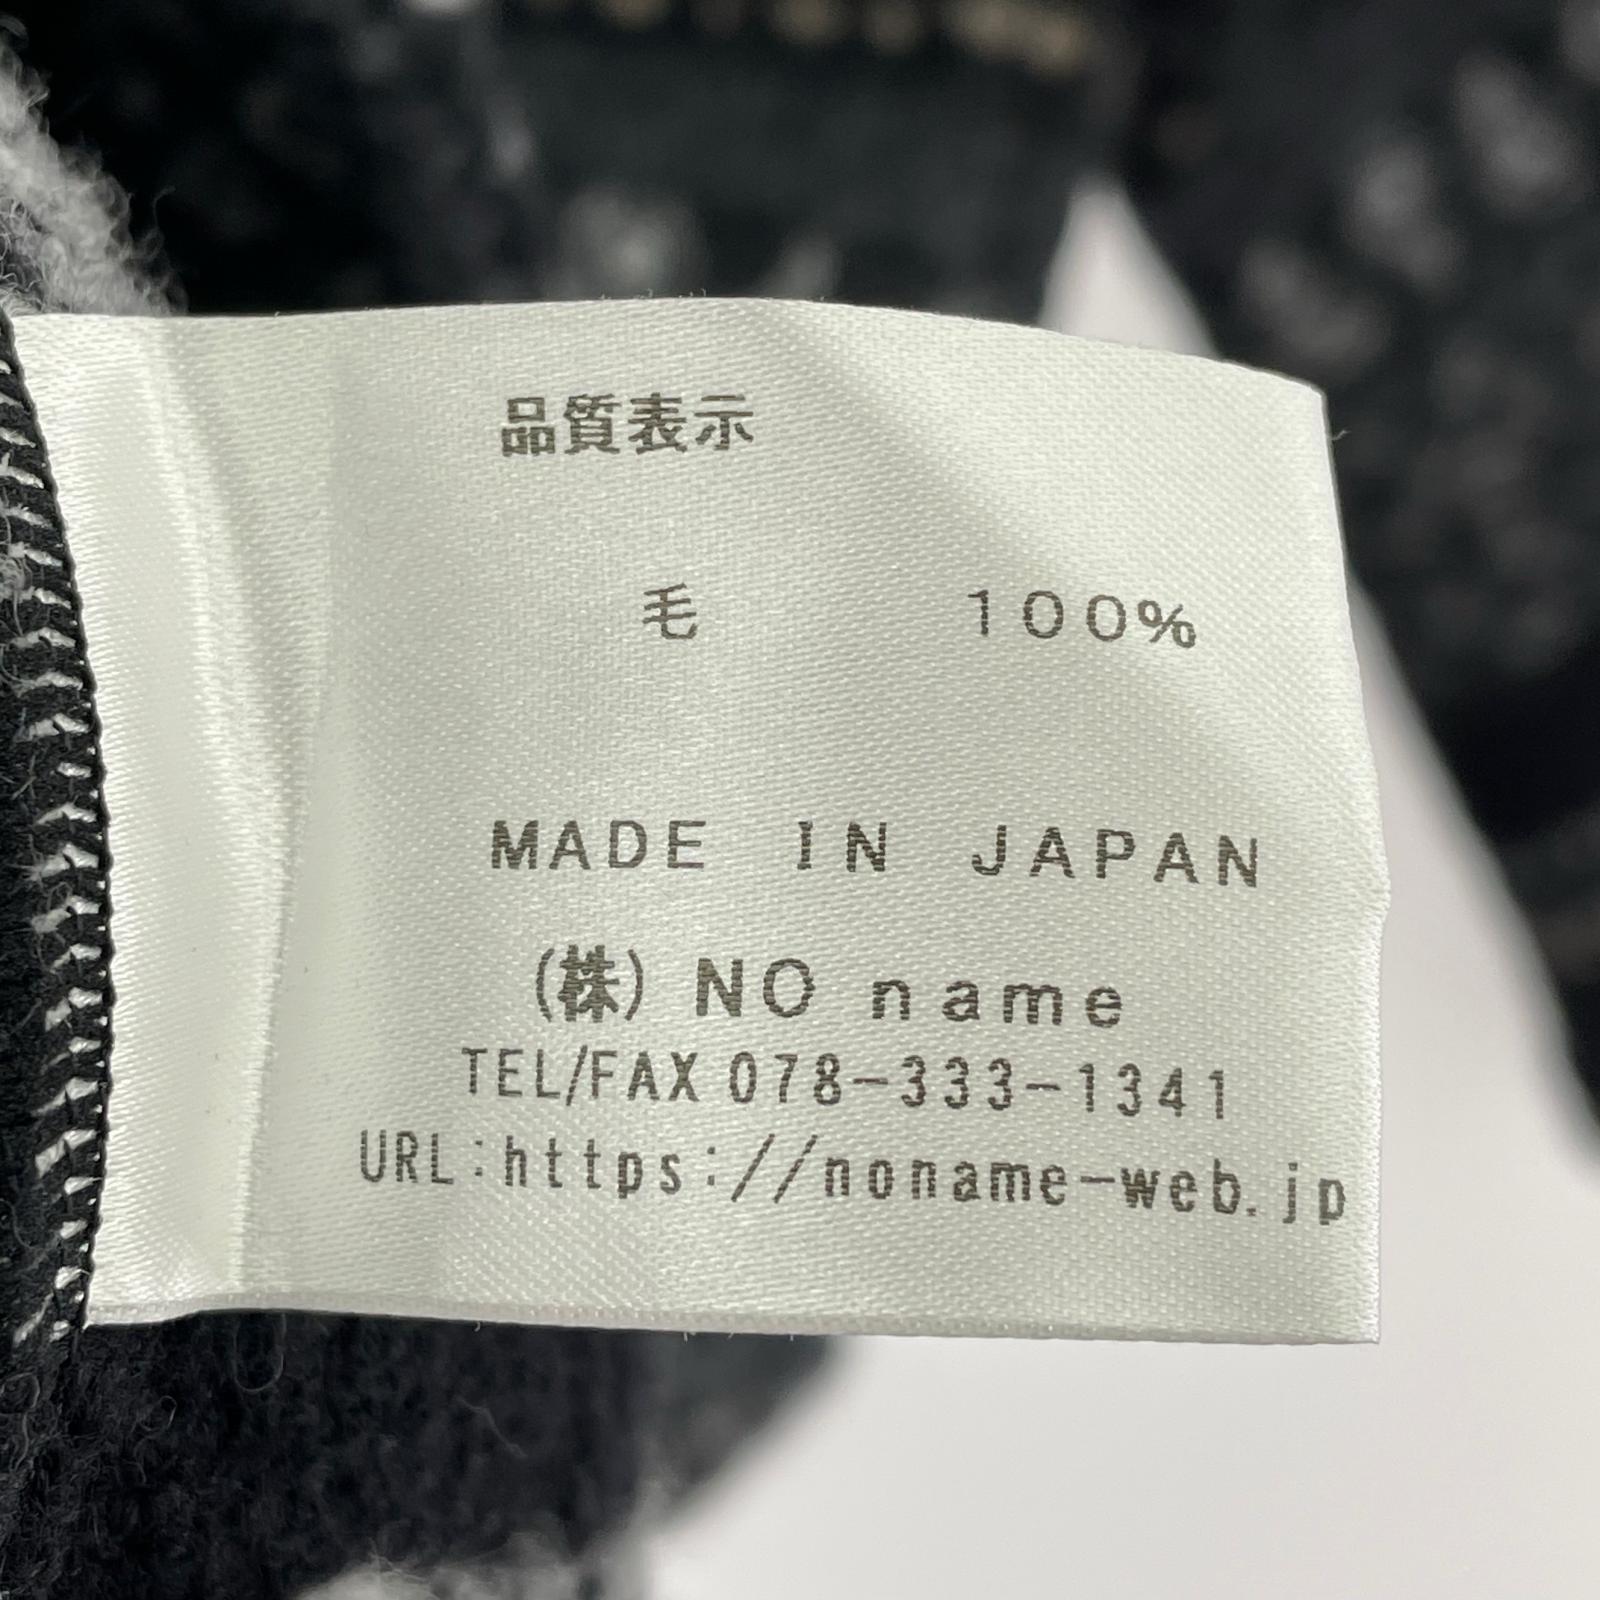 品質表示
毛 100%
MADE IN JAPAN
(株) NO name
TEL/FAX 078-333-1341
URL:https://noname-web.jp